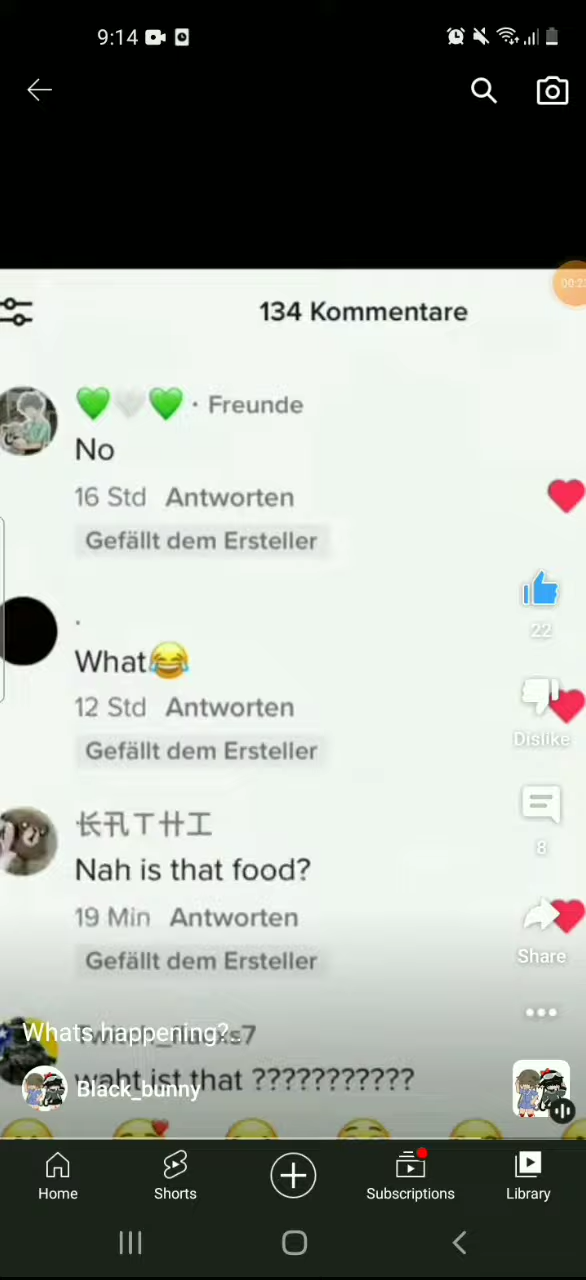 9:14
134 Kommentare
💚🤍💚 · Freunde
No
16 Std Antworten
Gefällt dem Ersteller
.
What😂
12 Std Antworten
Gefällt dem Ersteller
长孔丅廾工
Nah is that food?
19 Min Antworten
Gefällt dem Ersteller
Whats happening?
waht ist that ???????????
Black_bunny
22
Dislike
8
Share
Home
Shorts
Subscriptions
Library